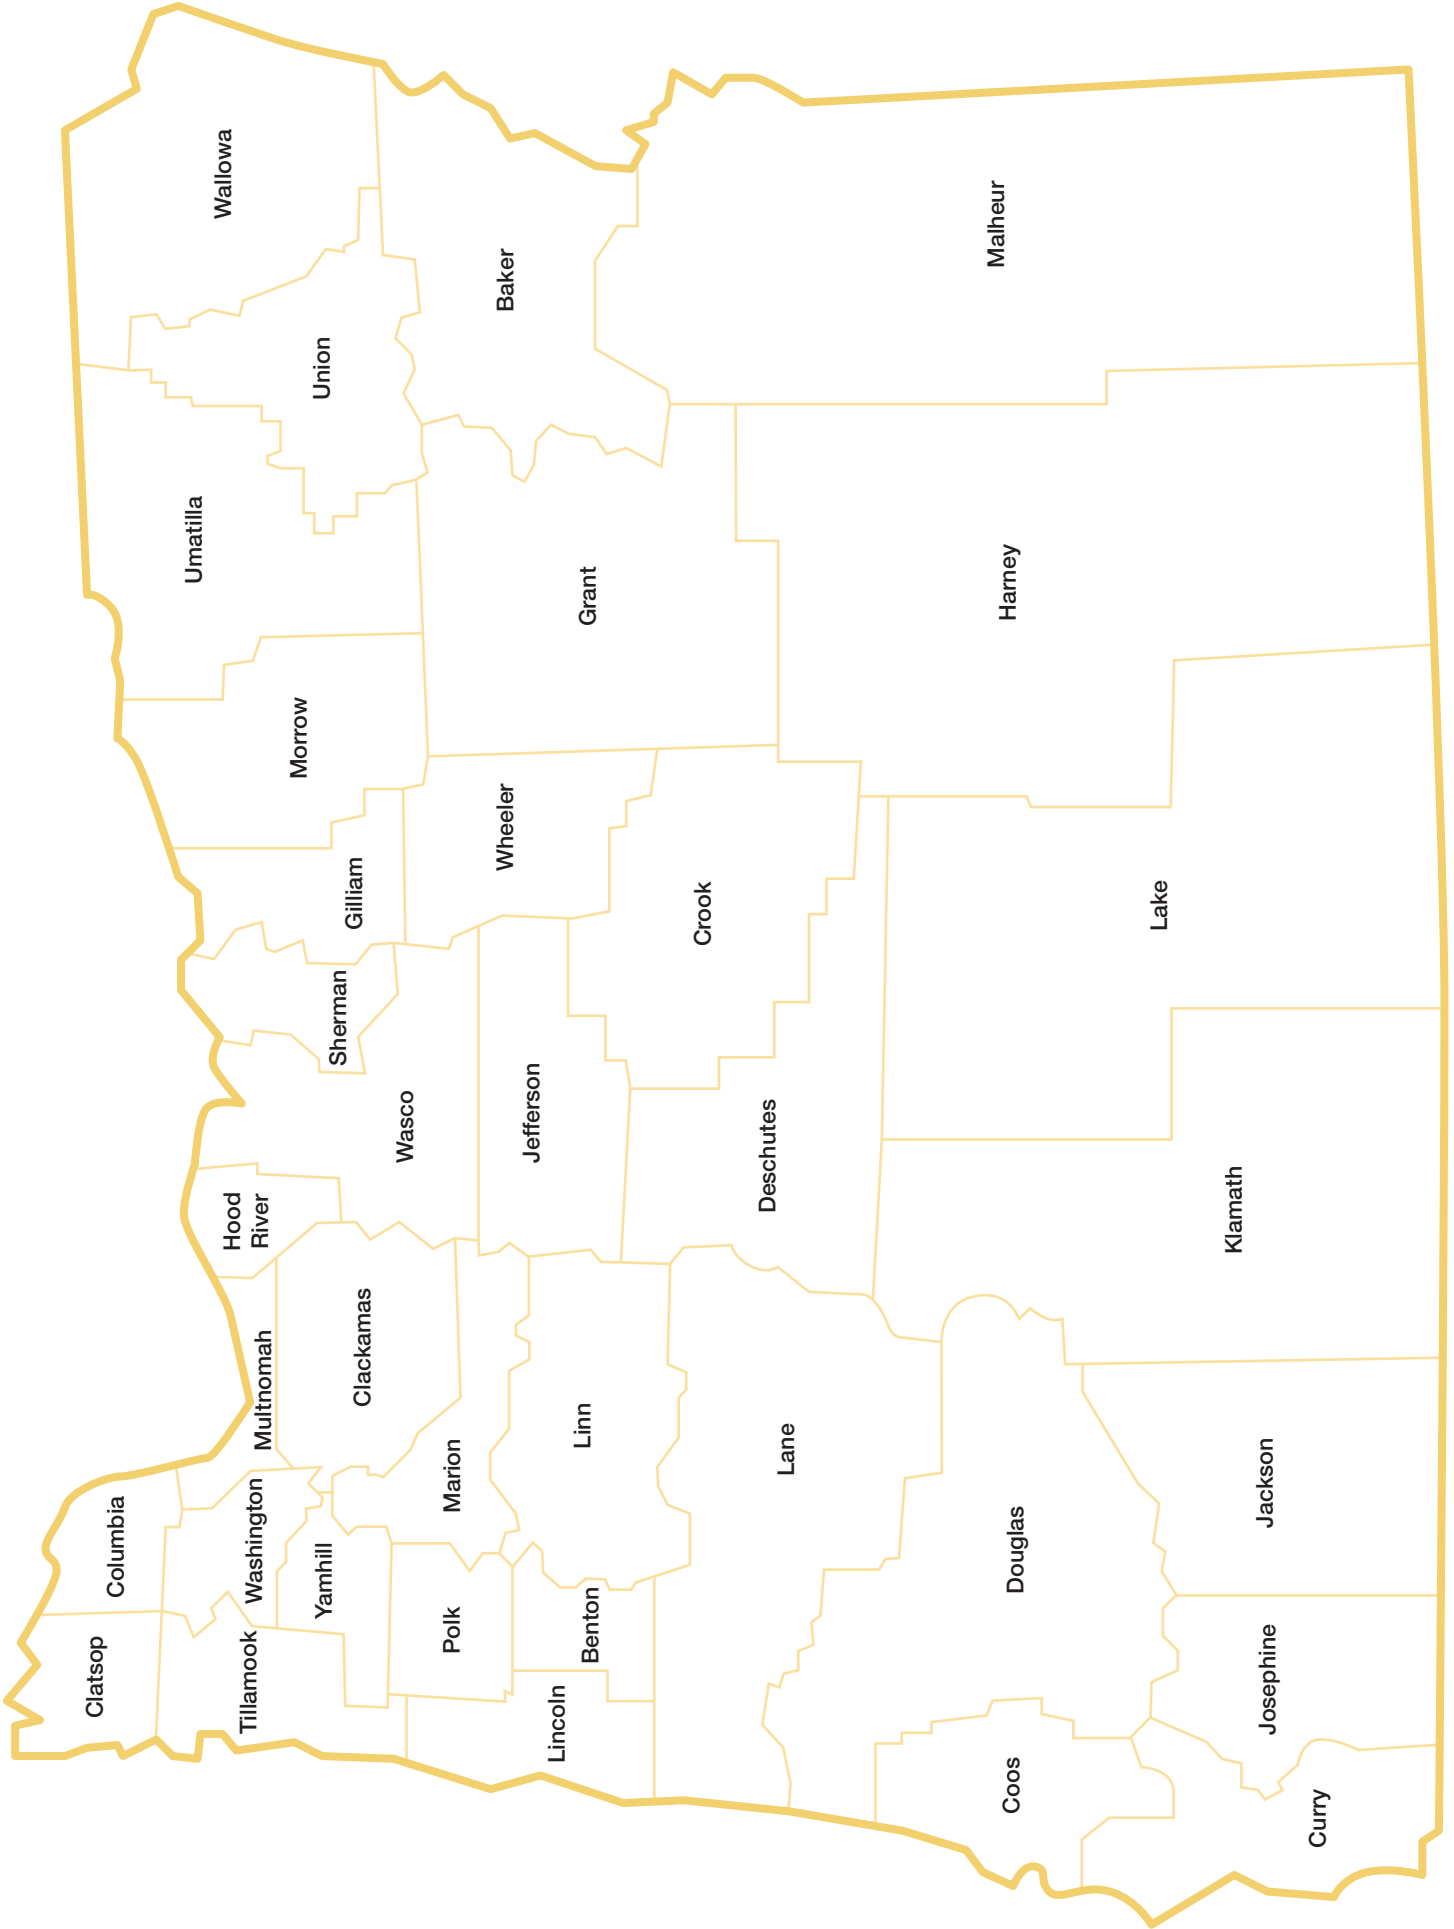 Clatsop
Columbia
Tillamook
Washington
Multnomah
Hood
River
Yamhill
Clackamas
Wasco
Sherman
Gilliam
Morrow
Umatilla
Union
Wallowa
Polk
Marion
Lincoln
Benton
Linn
Jefferson
Wheeler
Grant
Baker
Lane
Deschutes
Crook
Coos
Douglas
Harney
Malheur
Lake
Klamath
Curry
Josephine
Jackson